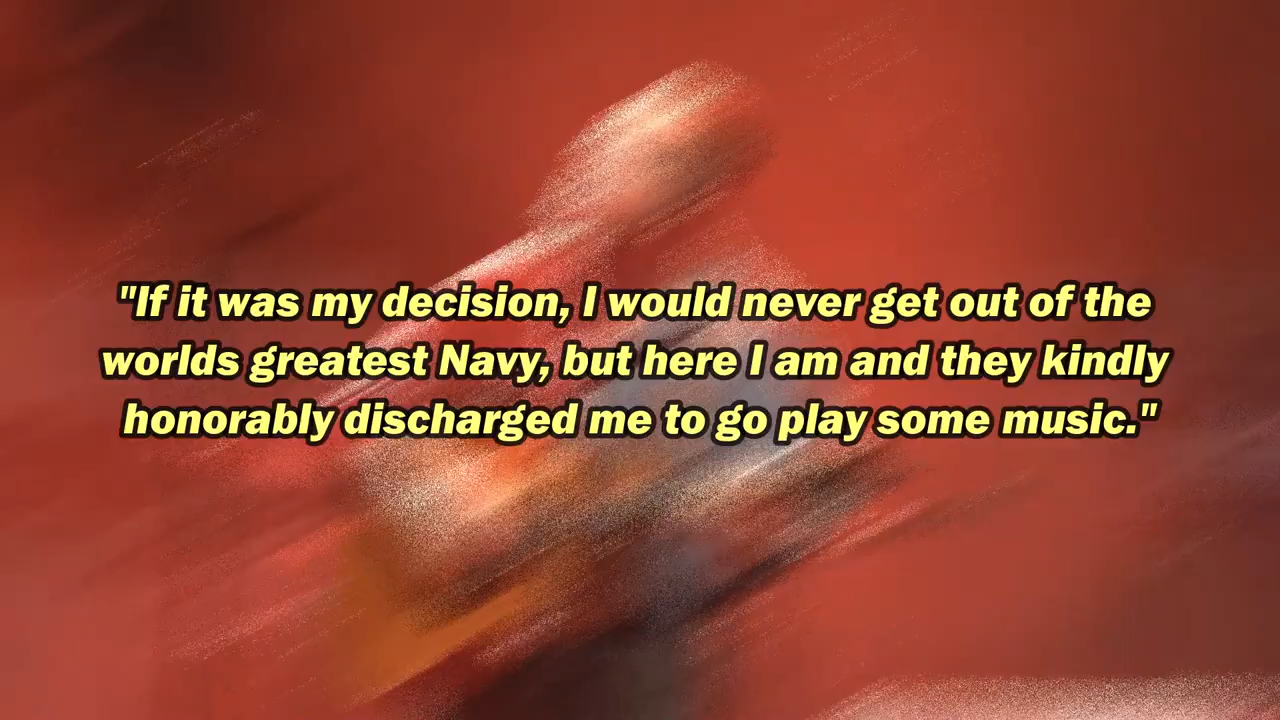 "If it was my decision, I would never get out of the
worlds greatest Navy, but here I am and they kindly
honorably discharged me to go play some music."